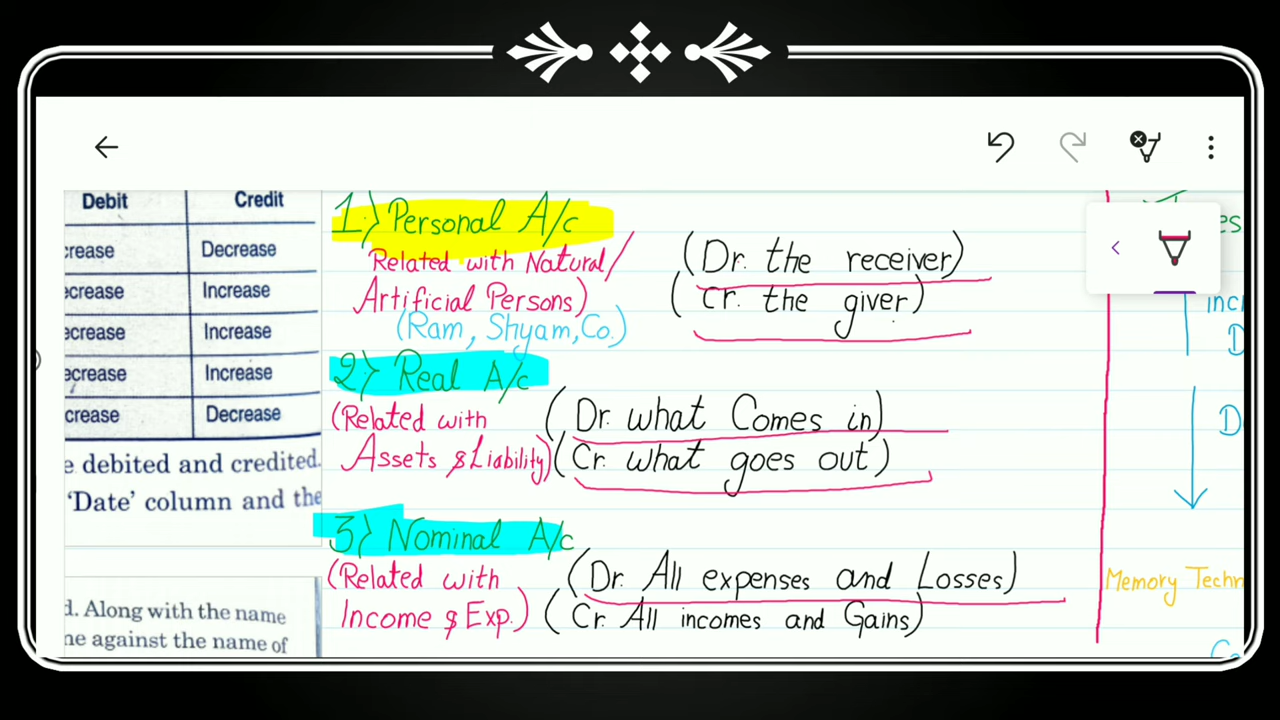 Debit Credit
crease Decrease
ecrease Increase
ecrease Increase
ecrease Increase
crease Decrease
e debited and credited.
'Date' column and the
d. Along with the name
ne against the name of
1) Personal A/c
Related with Natural/
Artificial Persons)
(Ram, Shyam, Co.)
(Dr. the receiver)
(Cr. the giver)
2) Real A/c
(Related with
Assets & Liability)
(Dr. what Comes in)
(Cr. what goes out)
3) Nominal A/c
(Related with
Income & Exp.)
(Dr. All expenses and Losses)
(Cr. All incomes and Gains)
es
incr
D
D
Memory Techn